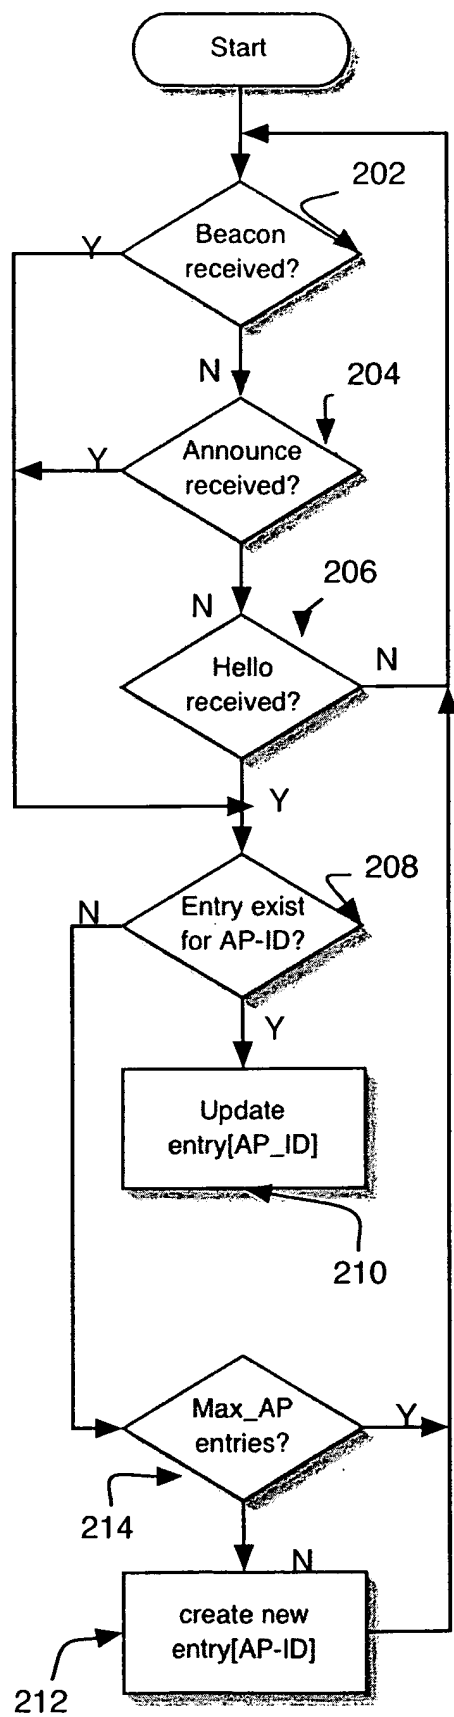 Start
202
Beacon
received?
Y
N
204
Announce
received?
Y
N
206
Hello
received?
N
Y
208
Entry exist
for AP-ID?
N
Y
Update
entry[AP_ID]
210
Max_AP
entries?
Y
214
N
create new
entry[AP-ID]
212